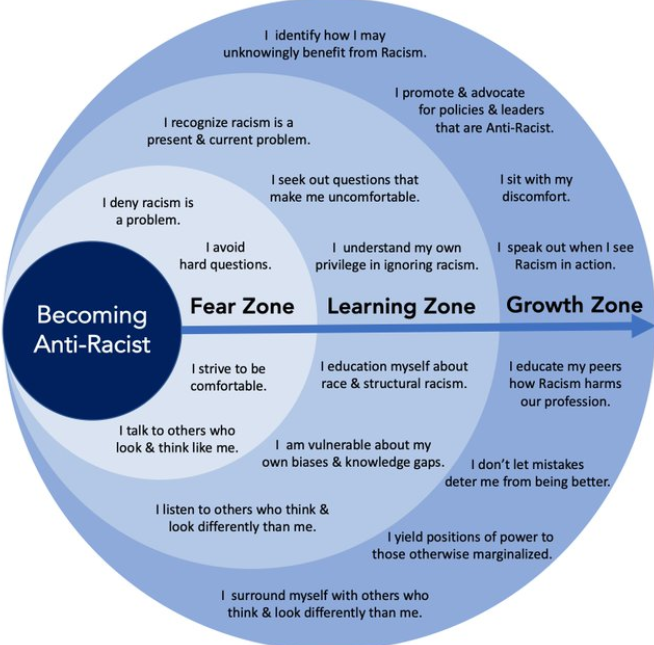 I identify how I may
unknowingly benefit from Racism.
I promote & advocate
for policies & leaders
that are Anti-Racist.
I recognize racism is a
present & current problem.
I seek out questions that
make me uncomfortable.
I sit with my
discomfort.
I deny racism is
a problem.
I avoid
hard questions.
I understand my own
privilege in ignoring racism.
I speak out when I see
Racism in action.
Becoming
Anti-Racist
Fear Zone
Learning Zone
Growth Zone
I strive to be
comfortable.
I education myself about
race & structural racism.
I educate my peers
how Racism harms
our profession.
I talk to others who
look & think like me.
I am vulnerable about my
own biases & knowledge gaps.
I don't let mistakes
deter me from being better.
I listen to others who think &
look differently than me.
I yield positions of power to
those otherwise marginalized.
I surround myself with others who
think & look differently than me.